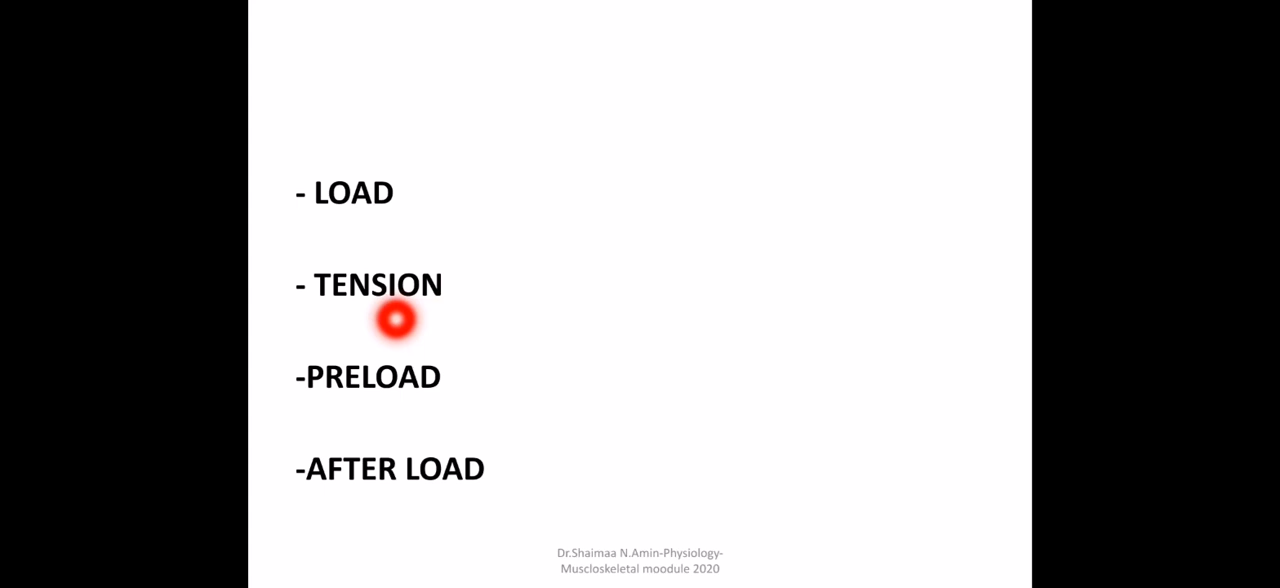 - LOAD
- TENSION
-PRELOAD
-AFTER LOAD
Dr.Shaimaa N.Amin-Physiology-
Muscloskeletal moodule 2020